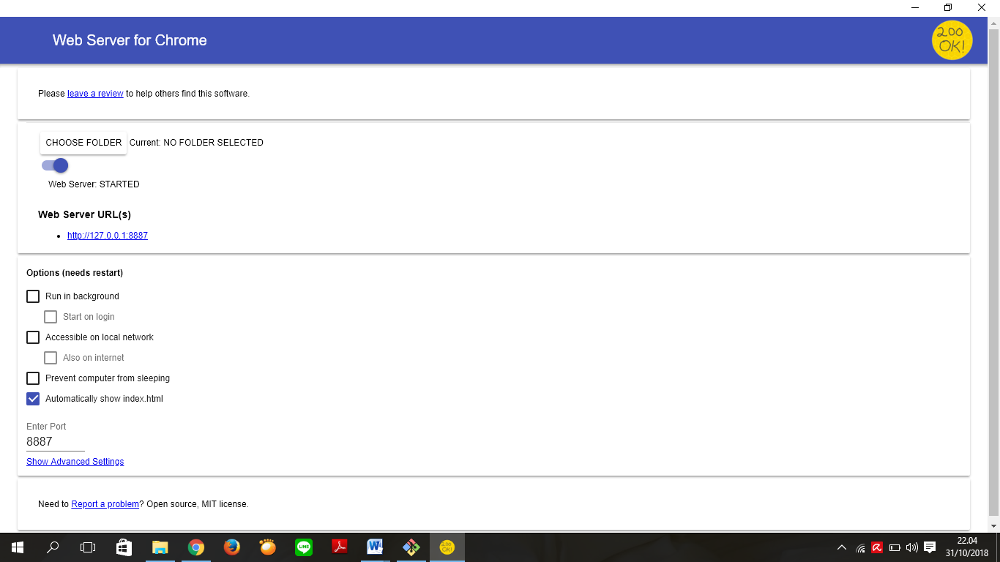 Web Server for Chrome
200 OK!
Please leave a review to help others find this software.
CHOOSE FOLDER Current: NO FOLDER SELECTED
Web Server: STARTED
Web Server URL(s)
http://127.0.0.1:8887
Options (needs restart)
Run in background
Start on login
Accessible on local network
Also on internet
Prevent computer from sleeping
Automatically show index.html
Enter Port
8887
Show Advanced Settings
Need to Report a problem? Open source, MIT license.
LINE
W
200 OK!
22.04
31/10/2018